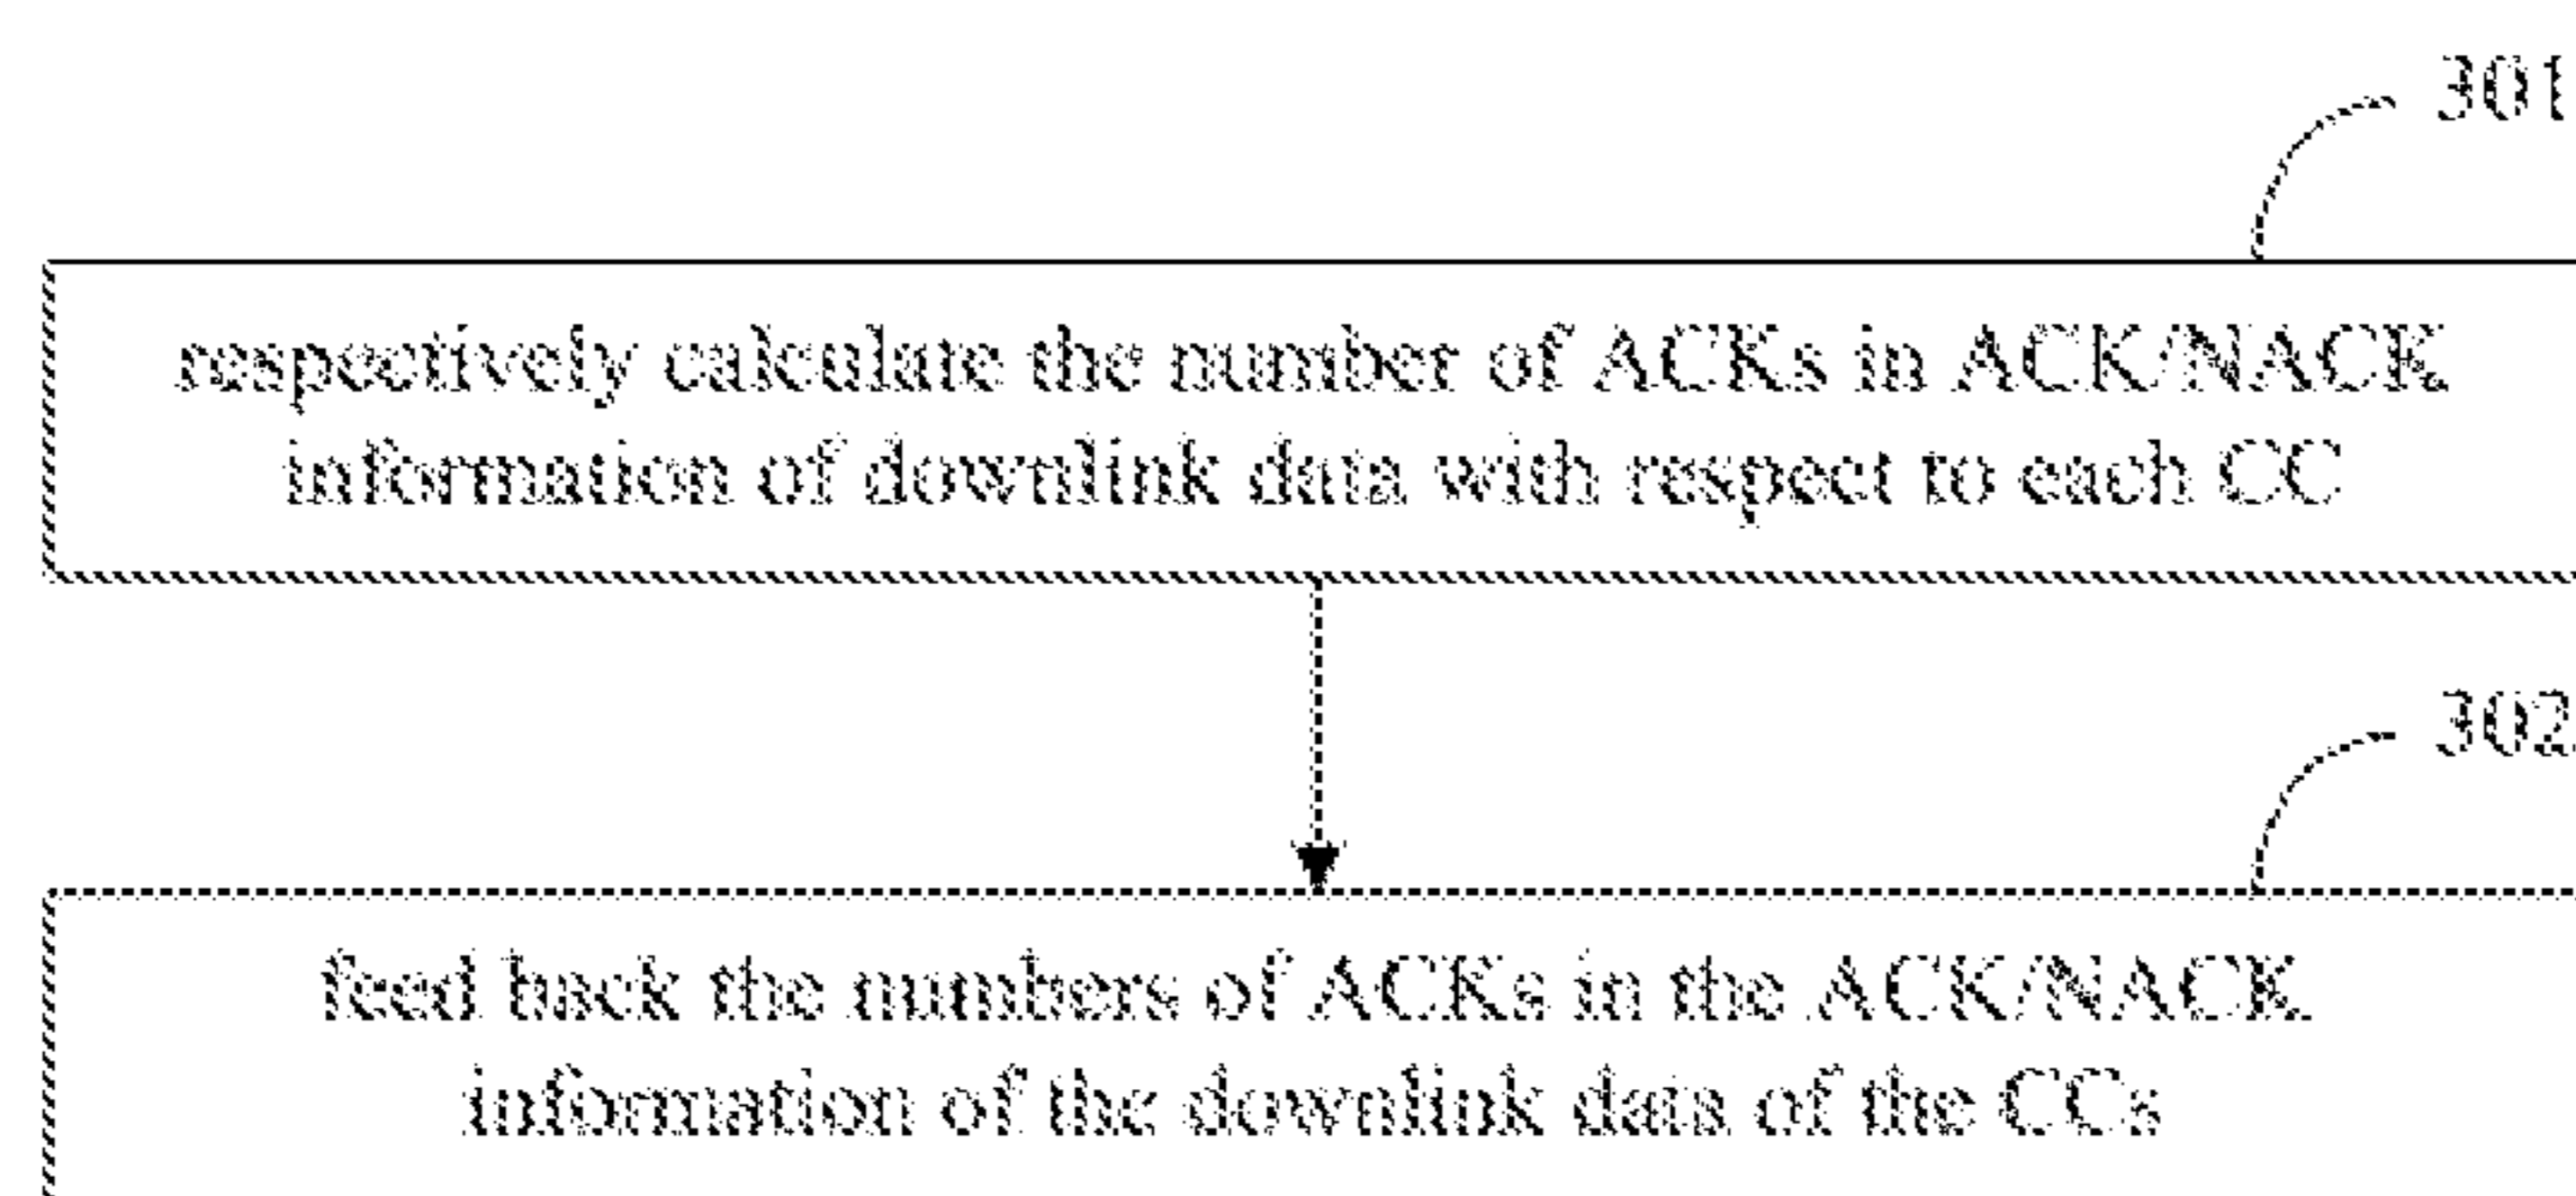 301
respectively calculate the number of ACKs in ACK/NACK
information of downlink data with respect to each CC
302
feed back the numbers of ACKs in the ACK/NACK
information of the downlink data of the CCs